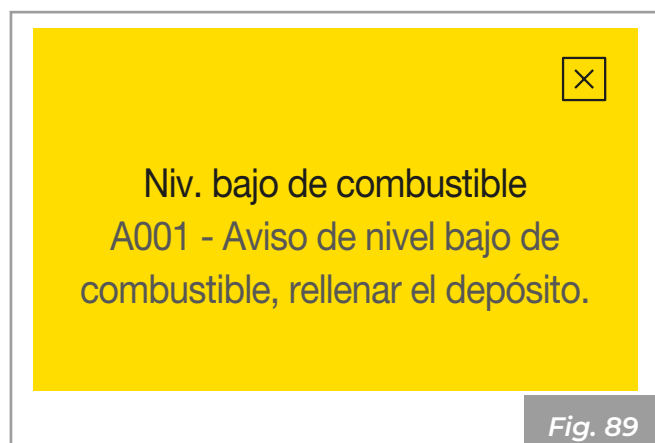 Niv. bajo de combustible
A001 - Aviso de nivel bajo de
combustible, rellenar el depósito.
Fig. 89